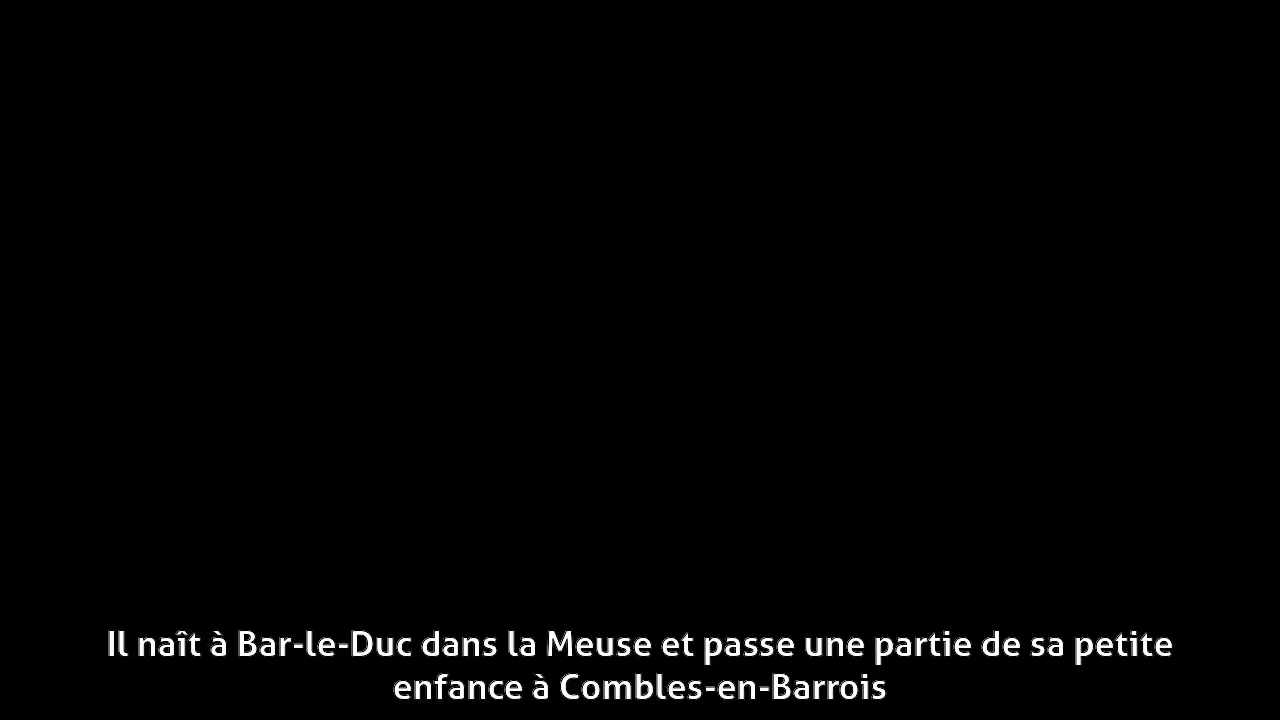 Il naît à Bar-le-Duc dans la Meuse et passe une partie de sa petite
enfance à Combles-en-Barrois